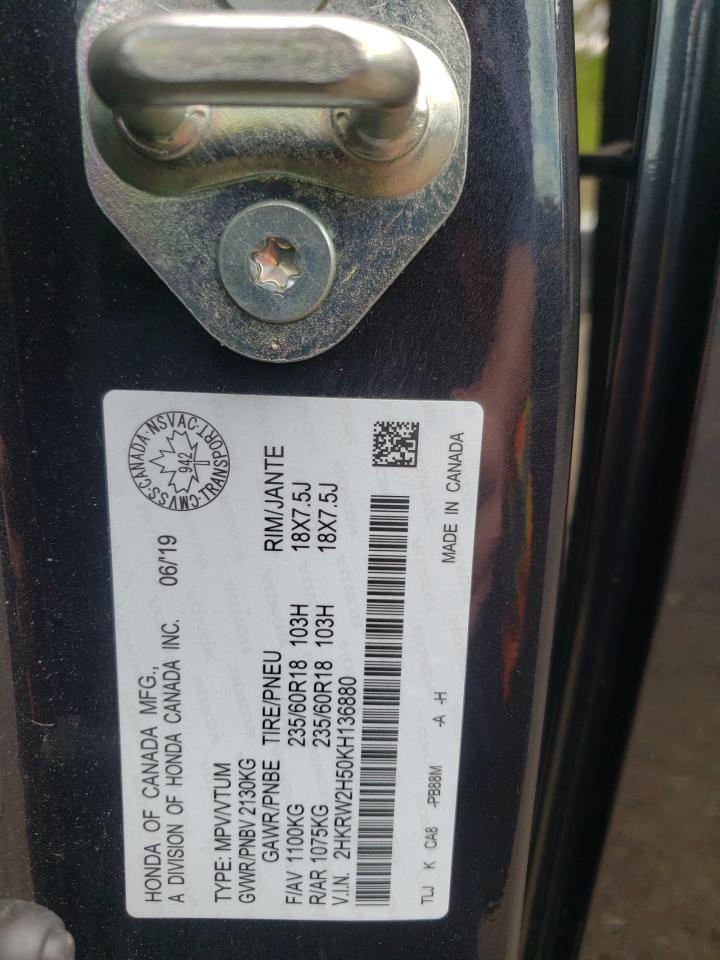 HONDA OF CANADA MFG.,
A DIVISION OF HONDA CANADA INC. 06/'19
CMVSS·CANADA·NSVAC·TRANSPORT
942
TYPE: MPV/VTUM
GVWR/PNBV 2130KG
GAWR/PNBE TIRE/PNEU RIM/JANTE
F/AV 1100KG 235/60R18 103H 18X7.5J
R/AR 1075KG 235/60R18 103H 18X7.5J
V.I.N. 2HKRW2H50KH136880
MADE IN CANADA
TLJ K CA8 -PB88M -A -H